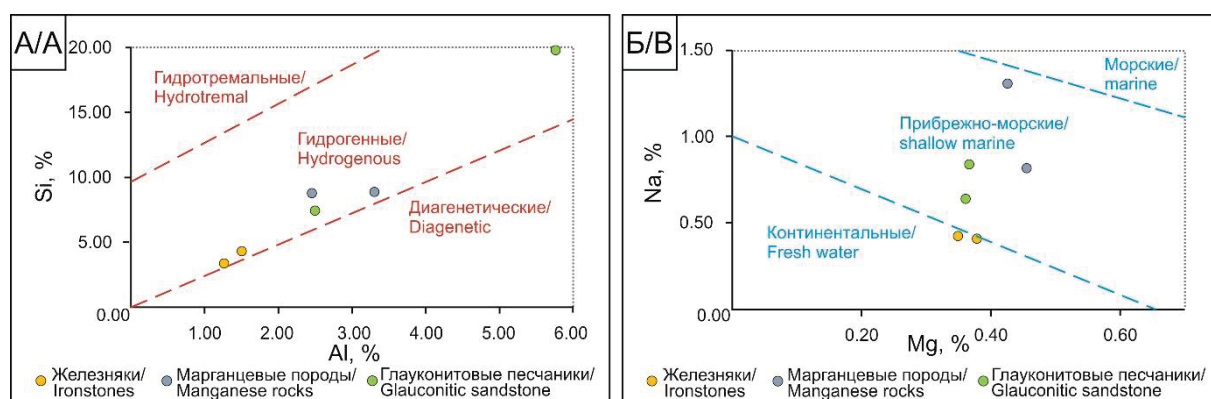 А/А
Si, %
20.00
15.00
10.00
5.00
0.00
Гидротремальные/
Hydrotremal
Гидрогенные/
Hydrogenous
Диагенетические/
Diagenetic
1.00
2.00
3.00
4.00
5.00
6.00
Al, %
Железняки/
Ironstones
Марганцевые породы/
Manganese rocks
Глауконитовые песчаники/
Glauconitic sandstone
Б/В
Na, %
1.50
1.00
0.50
0.00
Морские/
marine
Прибрежно-морские/
shallow marine
Континентальные/
Fresh water
0.20
0.40
0.60
Mg, %
Железняки/
Ironstones
Марганцевые породы/
Manganese rocks
Глауконитовые песчаники/
Glauconitic sandstone